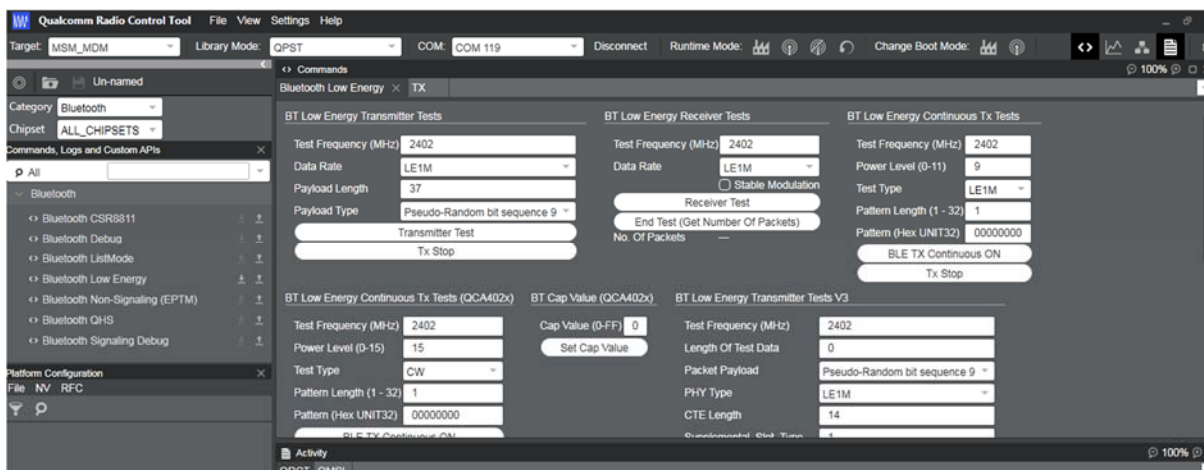 Qualcomm Radio Control Tool File View Settings Help
Target: MSM_MDM Library Mode: QPST COM: COM 119 Disconnect Runtime Mode: Change Boot Mode:
Un-named
Category Bluetooth
Chipset ALL_CHIPSETS
Commands, Logs and Custom APIs
All
Bluetooth
Bluetooth CSR8811
Bluetooth Debug
Bluetooth ListMode
Bluetooth Low Energy
Bluetooth Non-Signaling (EPTM)
Bluetooth QHS
Bluetooth Signaling Debug
Platform Configuration
File NV RFC
Commands 100%
Bluetooth Low Energy TX
BT Low Energy Transmitter Tests
Test Frequency (MHz) 2402
Data Rate LE1M
Payload Length 37
Payload Type Pseudo-Random bit sequence 9
Transmitter Test
Tx Stop
BT Low Energy Receiver Tests
Test Frequency (MHz) 2402
Data Rate LE1M
Stable Modulation
Receiver Test
End Test (Get Number Of Packets)
No. Of Packets ---
BT Low Energy Continuous Tx Tests
Test Frequency (MHz) 2402
Power Level (0-11) 9
Test Type LE1M
Pattern Length (1 - 32) 1
Pattern (Hex UNIT32) 00000000
BLE TX Continuous ON
Tx Stop
BT Low Energy Continuous Tx Tests (QCA402x)
Test Frequency (MHz) 2402
Power Level (0-15) 15
Test Type CW
Pattern Length (1 - 32) 1
Pattern (Hex UNIT32) 00000000
BLE TX Continuous ON
BT Cap Value (QCA402x)
Cap Value (0-FF) 0
Set Cap Value
BT Low Energy Transmitter Tests V3
Test Frequency (MHz) 2402
Length Of Test Data 0
Packet Payload Pseudo-Random bit sequence 9
PHY Type LE1M
CTE Length 14
Supplemental Slot Type 1
Activity 100%
QPST QMSL